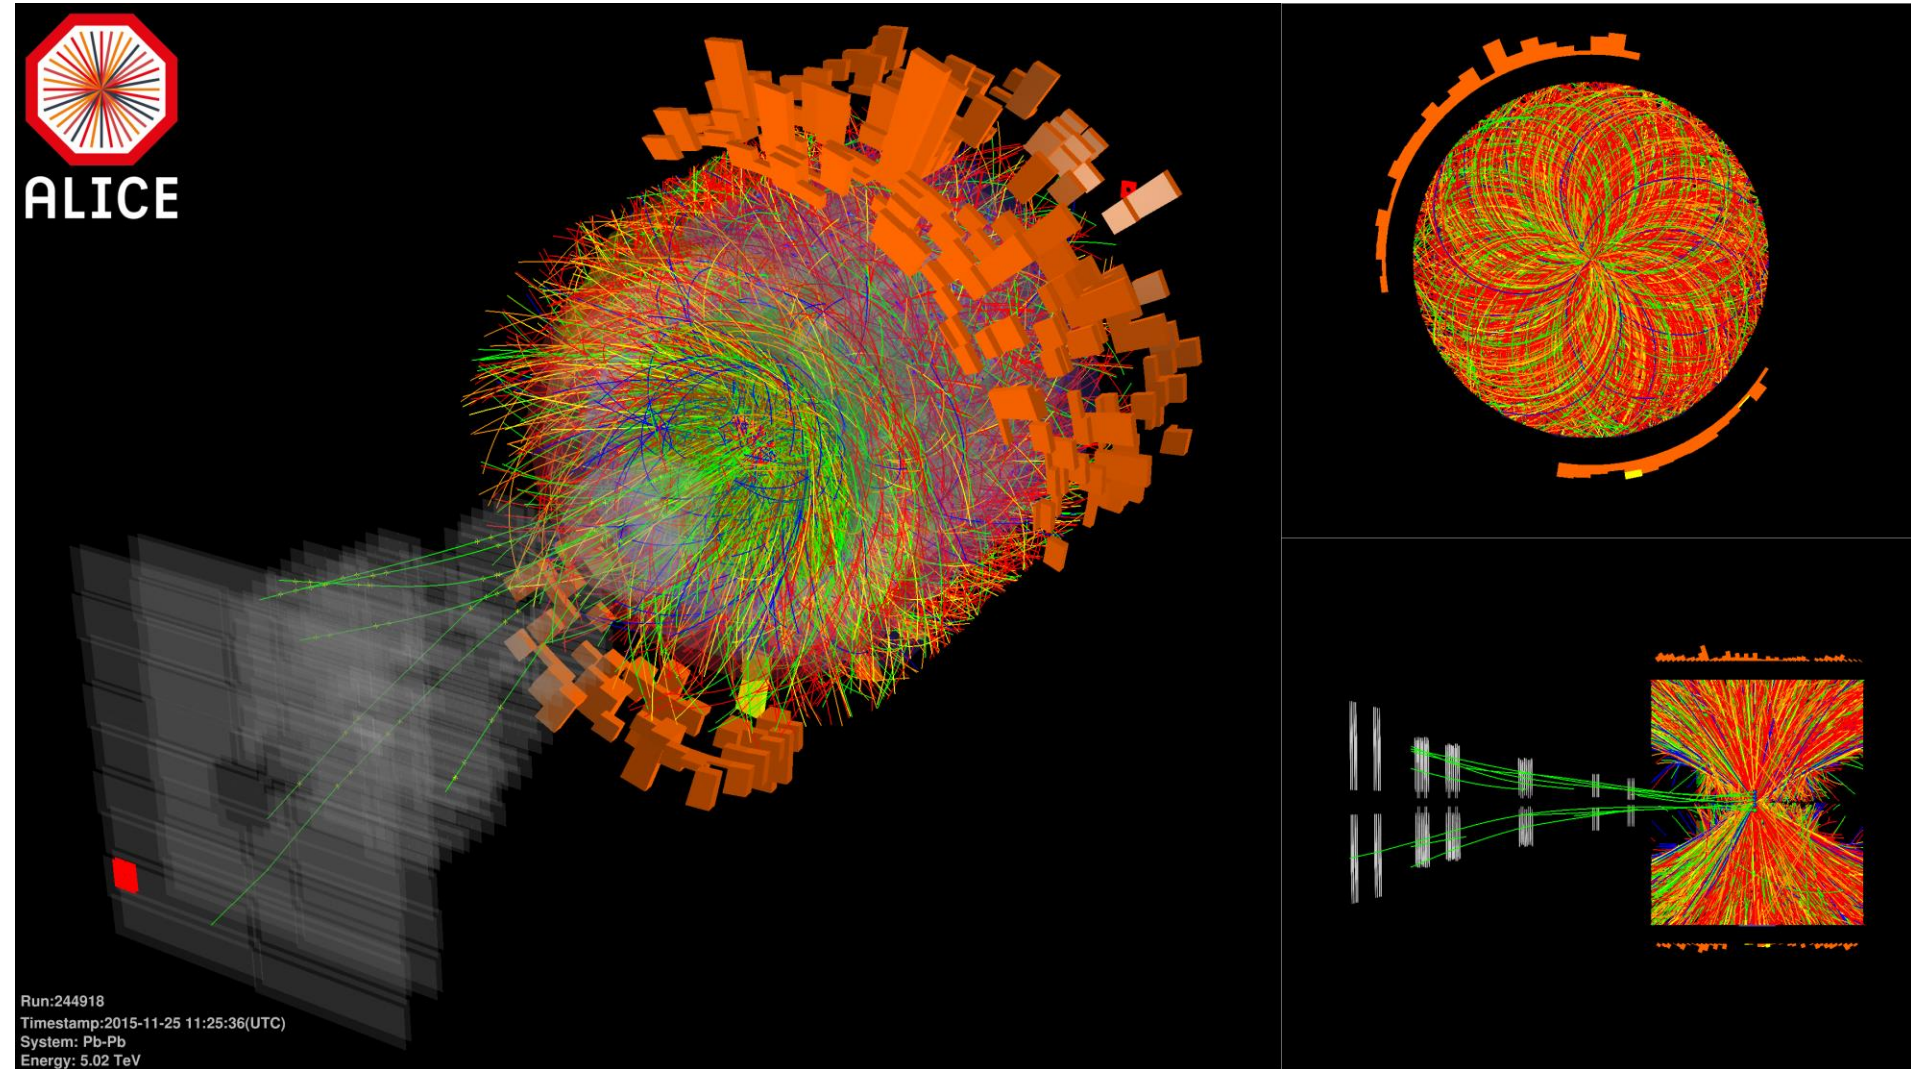 ALICE
Run:244918
Timestamp:2015-11-25 11:25:36(UTC)
System: Pb-Pb
Energy: 5.02 TeV